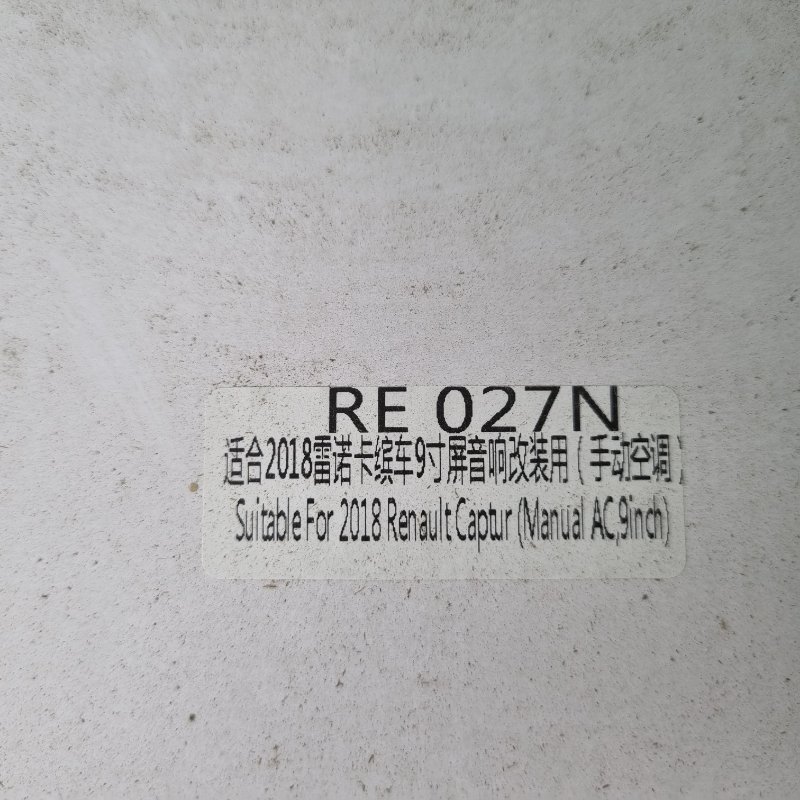 RE 027N
适合2018雷诺卡缤车9寸屏音响改装用（手动空调）
Suitable For 2018 Renault Captur (Manual AC,9inch)